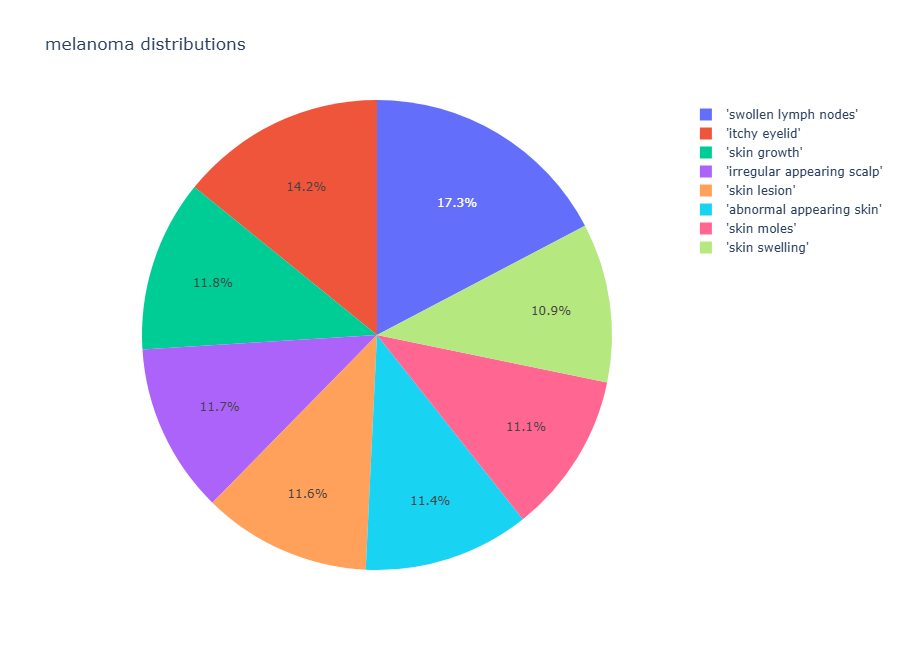 melanoma distributions
'swollen lymph nodes'
'itchy eyelid'
'skin growth'
'irregular appearing scalp'
'skin lesion'
'abnormal appearing skin'
'skin moles'
'skin swelling'
14.2%
17.3%
11.8%
10.9%
11.7%
11.1%
11.6%
11.4%